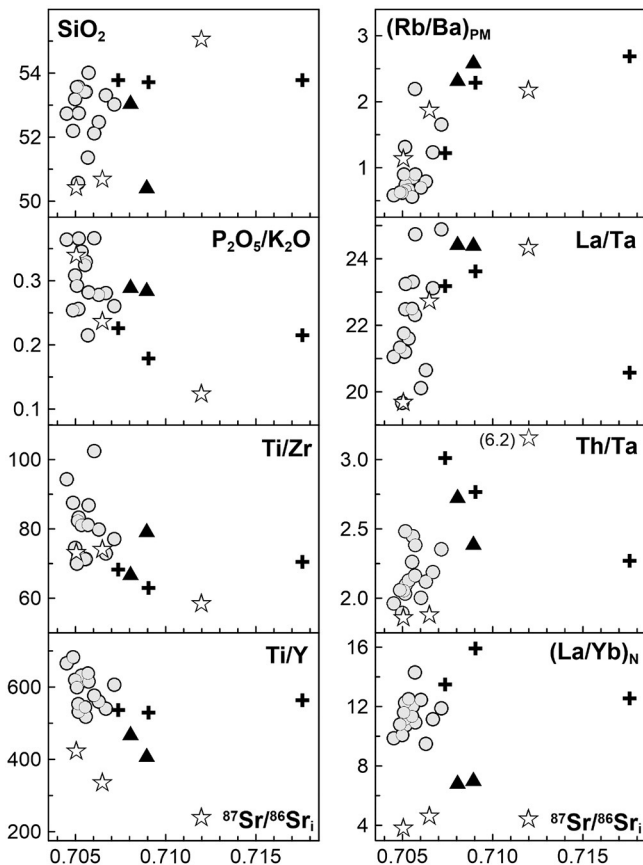 SiO₂
54
52
50
P₂O₅/K₂O
0.3
0.2
0.1
Ti/Zr
100
80
60
Ti/Y
600
400
200
⁸⁷Sr/⁸⁶Srᵢ
0.705 0.710 0.715
(Rb/Ba)PM
3
2
1
0
La/Ta
24
22
20
(6.2) Th/Ta
3.0
2.5
2.0
(La/Yb)N
16
12
8
4
⁸⁷Sr/⁸⁶Srᵢ
0.705 0.710 0.715